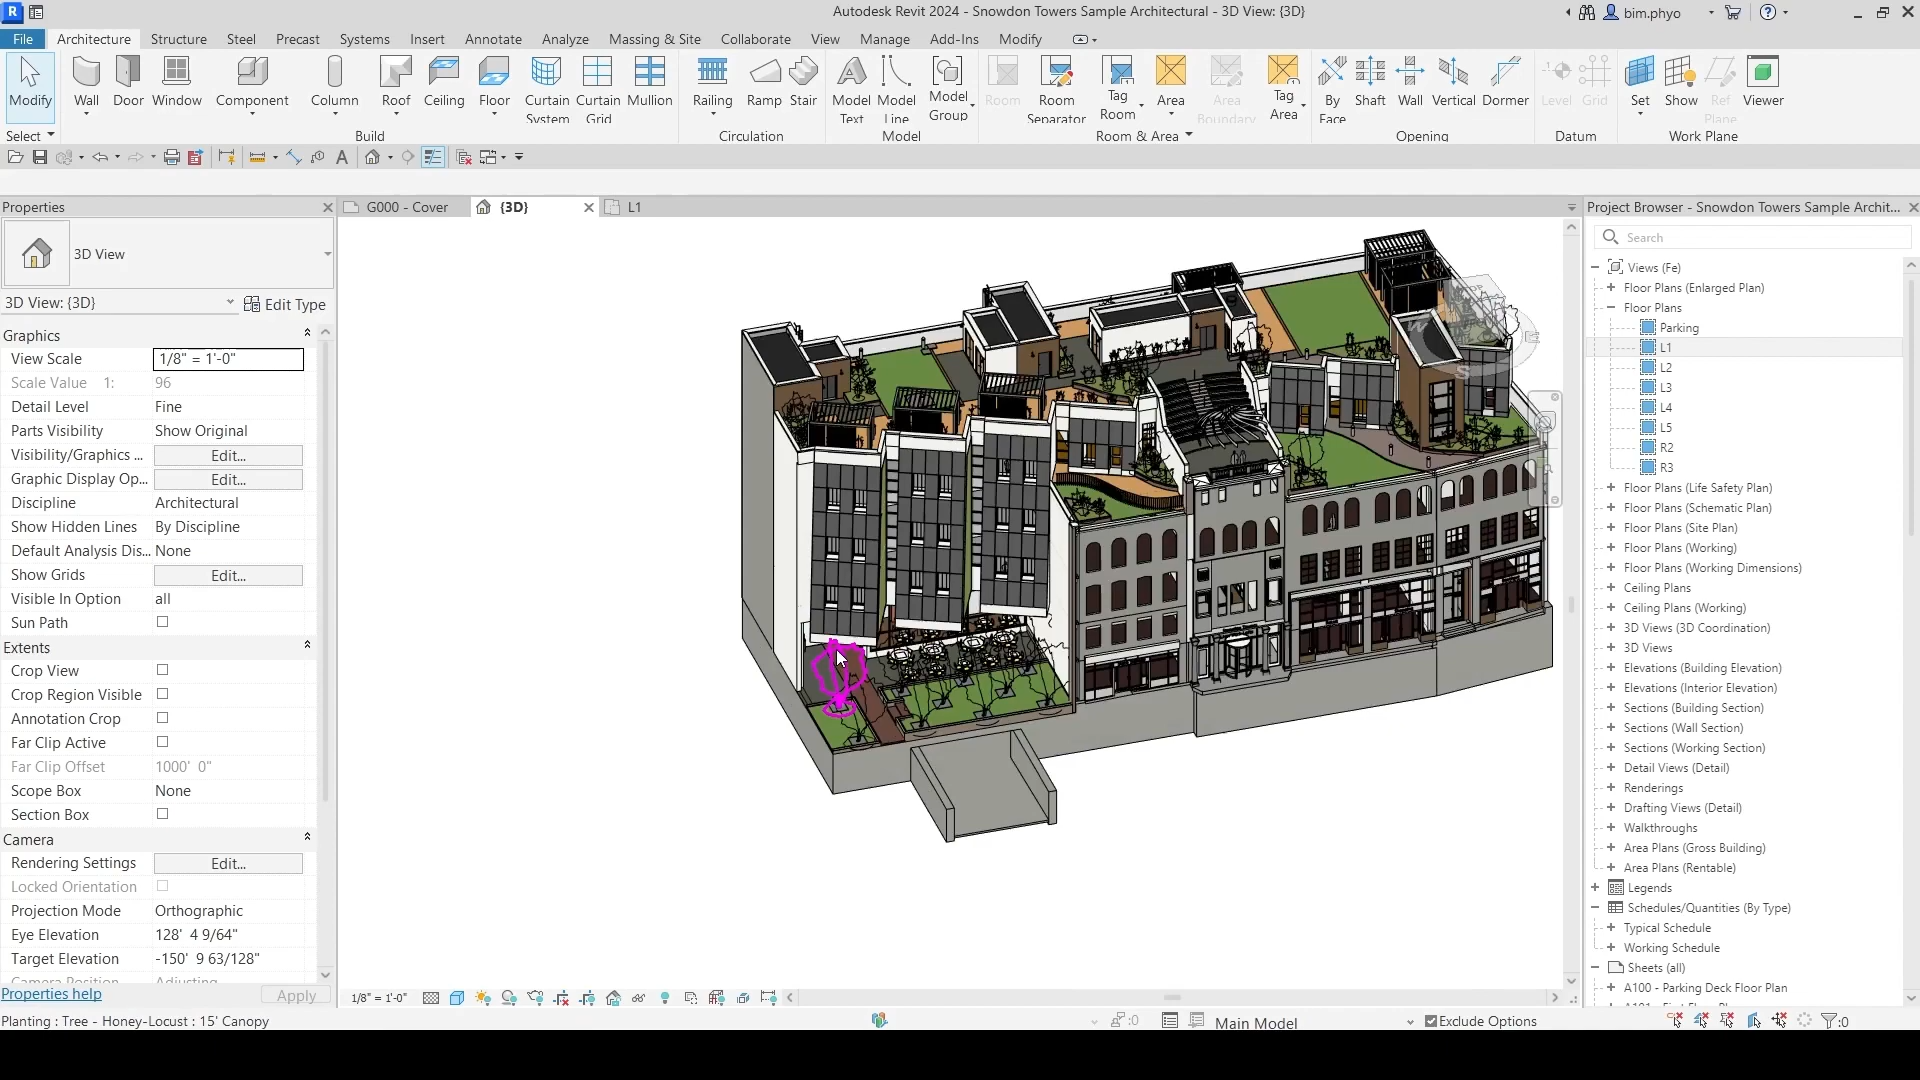 Autodesk Revit 2024 - Snowdon Towers Sample Architectural - 3D View: {3D}
bim.phyo
File Architecture Structure Steel Precast Systems Insert Annotate Analyze Massing & Site Collaborate View Manage Add-Ins Modify
Modify Wall Door Window Component Column Roof Ceiling Floor Curtain System Curtain Grid Mullion Railing Ramp Stair Model Text Model Line Model Group Room Room Separator Tag Room Area Area Boundary Tag Area By Face Shaft Wall Vertical Dormer Level Grid Set Show Ref Plane Viewer
Select Build Circulation Model Room & Area Opening Datum Work Plane
Properties
G000 - Cover
{3D}
L1
Project Browser - Snowdon Towers Sample Archit...
3D View
3D View: {3D}
Edit Type
Graphics
View Scale 1/8" = 1'-0"
Scale Value 1: 96
Detail Level Fine
Parts Visibility Show Original
Visibility/Graphics ... Edit...
Graphic Display Op... Edit...
Discipline Architectural
Show Hidden Lines By Discipline
Default Analysis Dis... None
Show Grids Edit...
Visible In Option all
Sun Path
Extents
Crop View
Crop Region Visible
Annotation Crop
Far Clip Active
Far Clip Offset 1000' 0"
Scope Box None
Section Box
Camera
Rendering Settings Edit...
Locked Orientation
Projection Mode Orthographic
Eye Elevation 128' 4 9/64"
Target Elevation -150' 9 63/128"
Camera Position Adjusting
Properties help
Apply
W
S
Search
Views (Fe)
Floor Plans (Enlarged Plan)
Floor Plans
Parking
L1
L2
L3
L4
L5
R2
R3
Floor Plans (Life Safety Plan)
Floor Plans (Schematic Plan)
Floor Plans (Site Plan)
Floor Plans (Working)
Floor Plans (Working Dimensions)
Ceiling Plans
Ceiling Plans (Working)
3D Views (3D Coordination)
3D Views
Elevations (Building Elevation)
Elevations (Interior Elevation)
Sections (Building Section)
Sections (Wall Section)
Sections (Working Section)
Detail Views (Detail)
Renderings
Drafting Views (Detail)
Walkthroughs
Area Plans (Gross Building)
Area Plans (Rentable)
Legends
Schedules/Quantities (By Type)
Typical Schedule
Working Schedule
Sheets (all)
A100 - Parking Deck Floor Plan
1/8" = 1'-0"
Planting : Tree - Honey-Locust : 15' Canopy
:0
Main Model
Exclude Options
:0